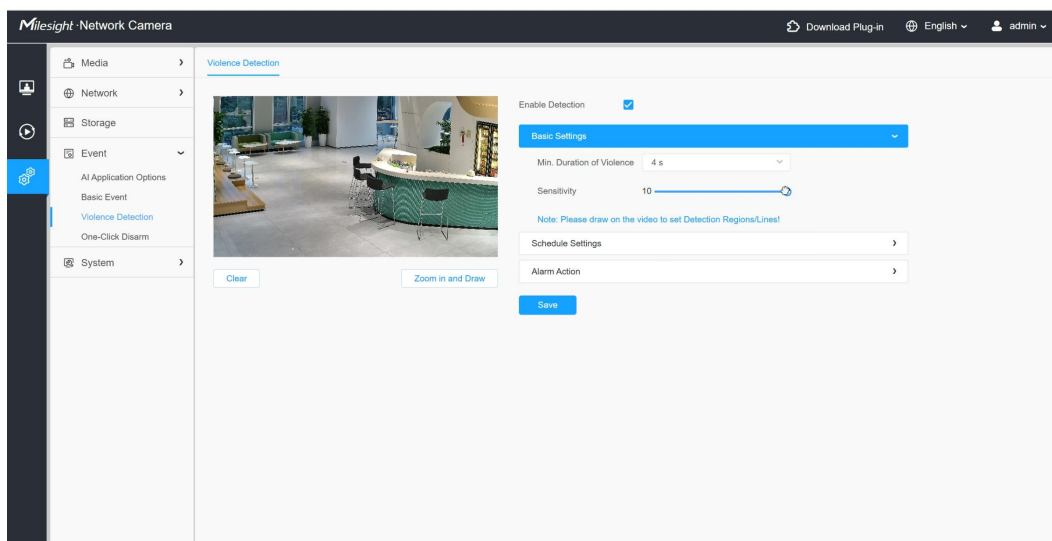 Milesight · Network Camera
Download Plug-in
English
admin
Media
Network
Storage
Event
AI Application Options
Basic Event
Violence Detection
One-Click Disarm
System
Violence Detection
Clear
Zoom in and Draw
Enable Detection
Basic Settings
Min. Duration of Violence 4 s
Sensitivity 10
Note: Please draw on the video to set Detection Regions/Lines!
Schedule Settings
Alarm Action
Save